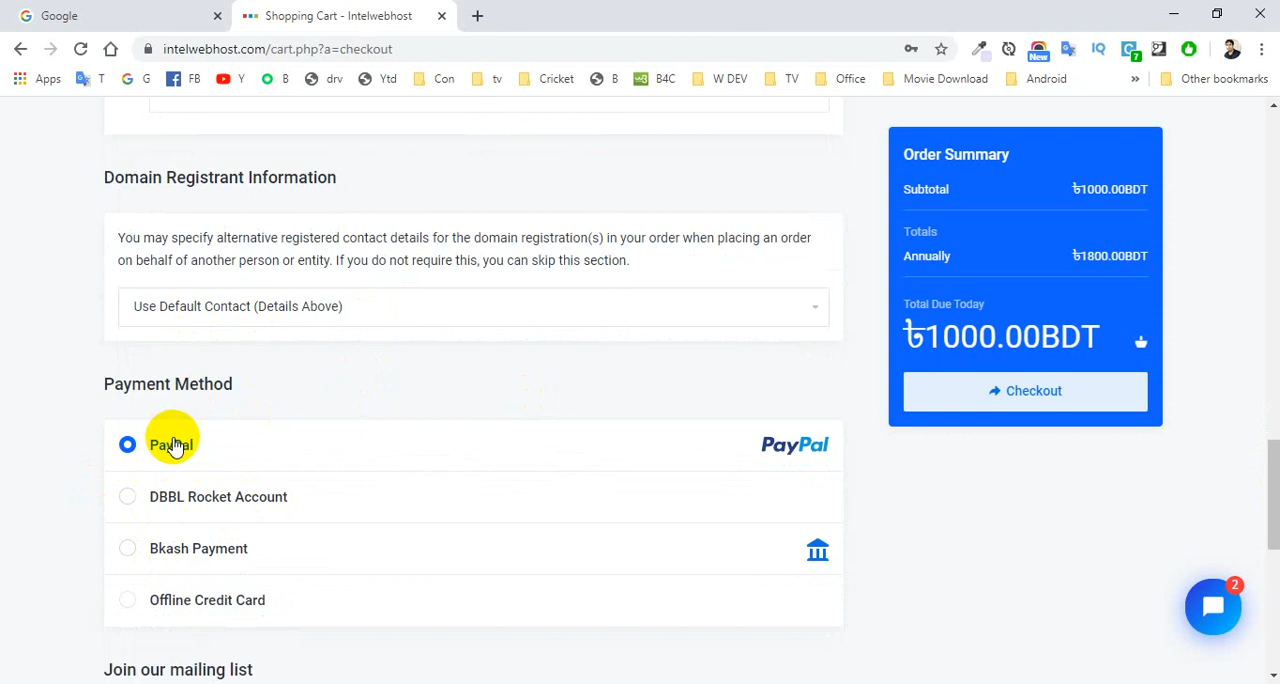 Google
Shopping Cart - Intelwebhost
intelwebhost.com/cart.php?a=checkout
New
IQ
7
Apps
T
G
FB
Y
B
drv
Ytd
Con
tv
Cricket
B
B4C
W DEV
TV
Office
Movie Download
Android
»
Other bookmarks
Domain Registrant Information
You may specify alternative registered contact details for the domain registration(s) in your order when placing an order
on behalf of another person or entity. If you do not require this, you can skip this section.
Use Default Contact (Details Above)
Payment Method
PayPal
PayPal
DBBL Rocket Account
Bkash Payment
Offline Credit Card
Join our mailing list
Order Summary
Subtotal ৳1000.00BDT
Totals
Annually ৳1800.00BDT
Total Due Today
৳1000.00BDT
Checkout
2